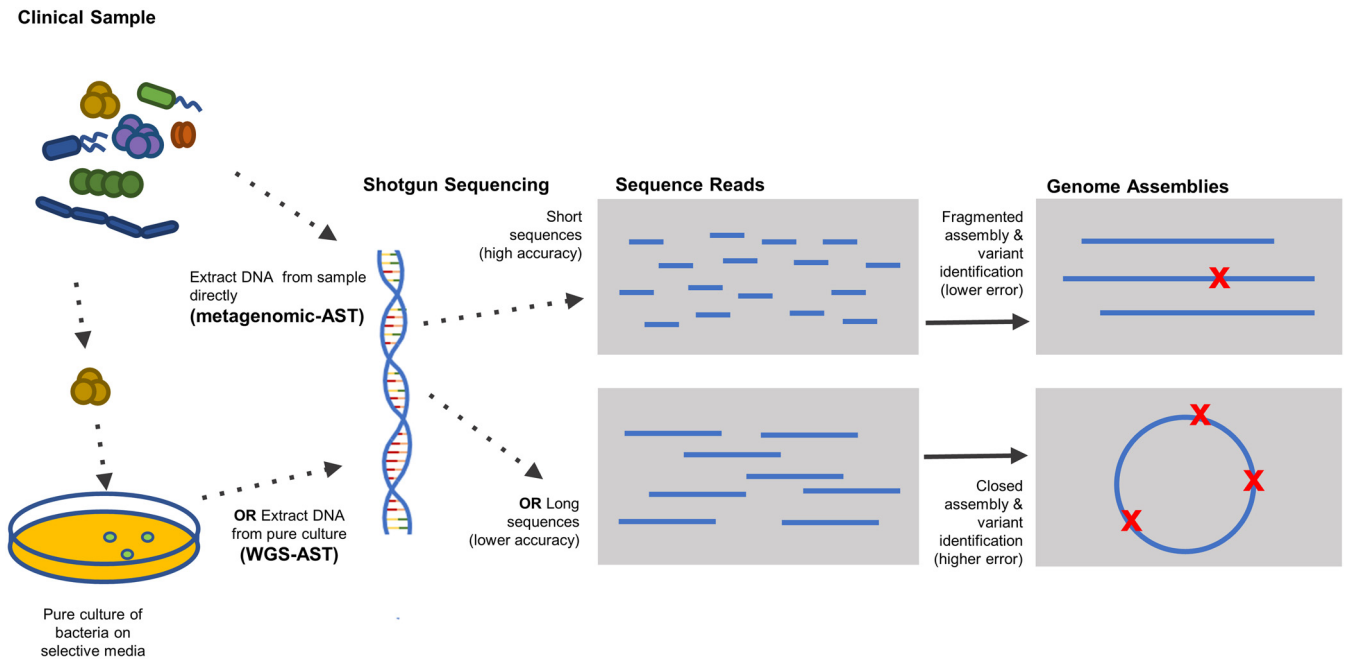 Clinical Sample
Shotgun Sequencing
Sequence Reads
Genome Assemblies
Extract DNA from sample
directly
(metagenomic-AST)
Short
sequences
(high accuracy)
Fragmented
assembly &
variant
identification
(lower error)
X
OR Extract DNA
from pure culture
(WGS-AST)
OR Long
sequences
(lower accuracy)
Closed
assembly &
variant
identification
(higher error)
X
X
X
Pure culture of
bacteria on
selective media